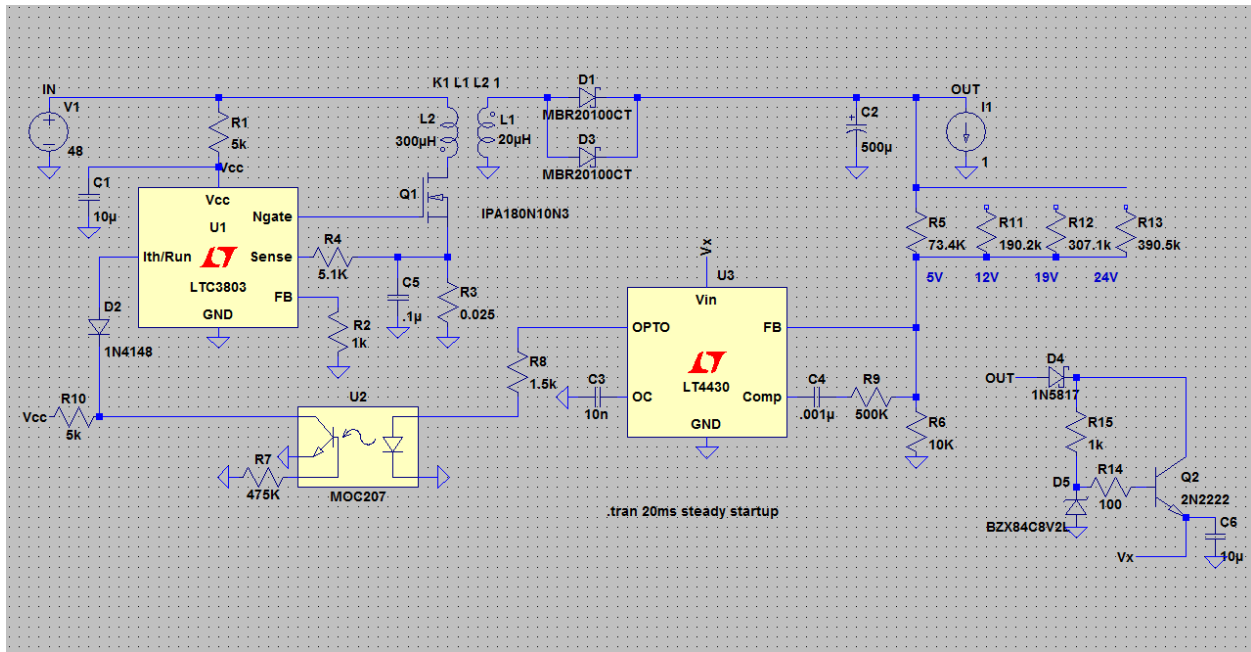 IN
V1
48
R1
5k
Vcc
C1
10µ
Vcc
U1
Ngate
Ith/Run
Sense
LTC3803
FB
GND
D2
1N4148
R4
5.1K
C5
.1µ
R3
0.025
R2
1k
K1 L1 L2 1
L2
300µH
L1
20µH
Q1
IPA180N10N3
D1
MBR20100CT
D3
MBR20100CT
C2
500µ
OUT
I1
1
R5
73.4K
R11
190.2k
R12
307.1k
R13
390.5k
5V
12V
19V
24V
Vx
U3
Vin
OPTO
FB
LT4430
OC
Comp
GND
R8
1.5k
C3
10n
C4
.001µ
R9
500K
R6
10K
Vcc
R10
5k
U2
R7
475K
MOC207
.tran 20ms steady startup
OUT
D4
1N5817
R15
1k
D5
R14
100
BZX84C8V2L
Q2
2N2222
C6
10µ
Vx